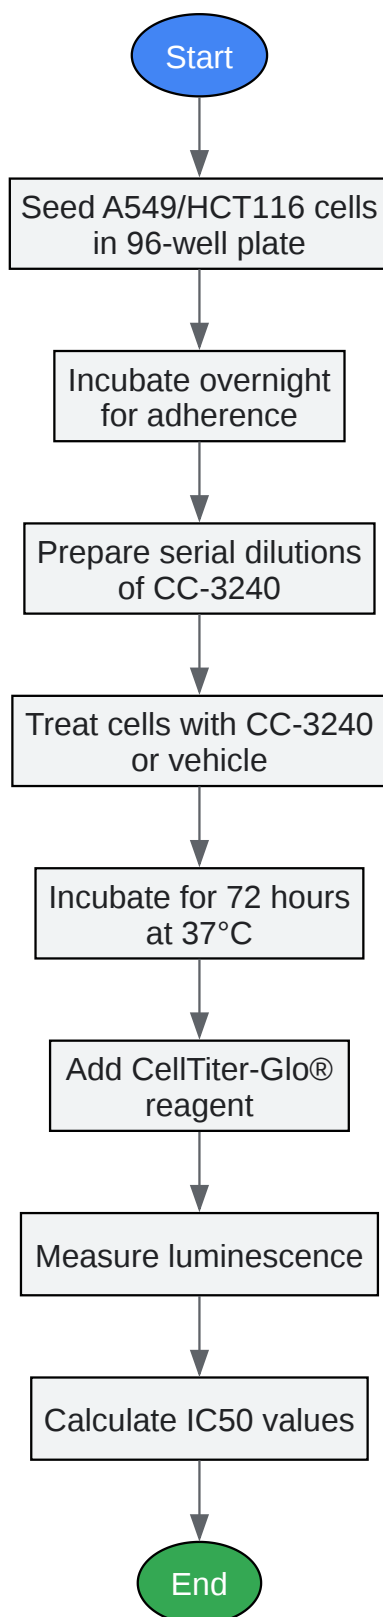 Start
Seed A549/HCT116 cells
in 96-well plate
Incubate overnight
for adherence
Prepare serial dilutions
of CC-3240
Treat cells with CC-3240
or vehicle
Incubate for 72 hours
at 37°C
Add CellTiter-Glo®
reagent
Measure luminescence
Calculate IC50 values
End